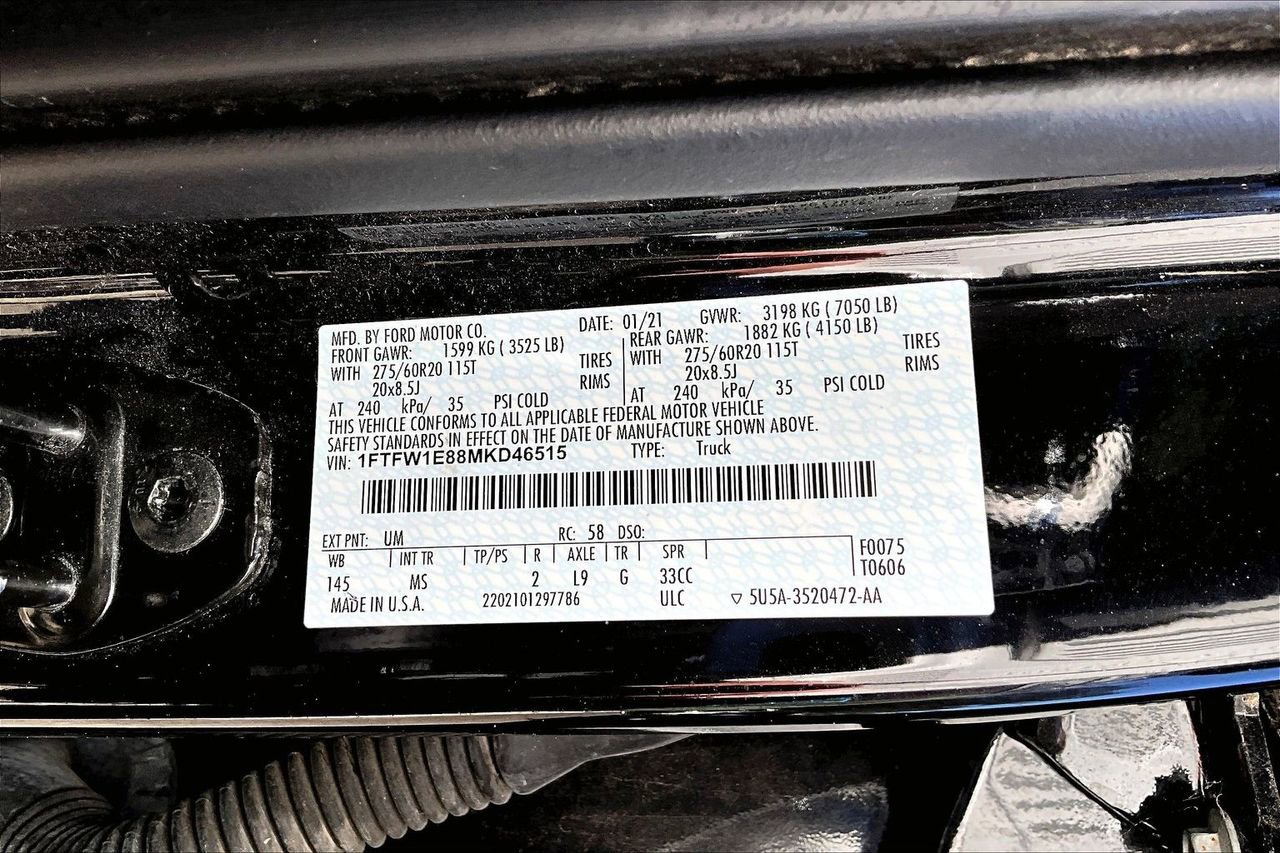 MFD. BY FORD MOTOR CO. DATE: 01/21 GVWR: 3198 KG ( 7050 LB)
FRONT GAWR: 1599 KG ( 3525 LB) REAR GAWR: 1882 KG ( 4150 LB)
WITH 275/60R20 115T TIRES WITH 275/60R20 115T TIRES
20x8.5J RIMS 20x8.5J RIMS
AT 240 kPa/ 35 PSI COLD AT 240 kPa/ 35 PSI COLD
THIS VEHICLE CONFORMS TO ALL APPLICABLE FEDERAL MOTOR VEHICLE
SAFETY STANDARDS IN EFFECT ON THE DATE OF MANUFACTURE SHOWN ABOVE.
VIN: 1FTFW1E88MKD46515 TYPE: Truck
EXT PNT: UM RC: 58 DSO:
WB INT TR TP/PS R AXLE TR SPR F0075
145 MS 2 L9 G 33CC T0606
MADE IN U.S.A. 2202101297786 ULC ▽ 5U5A-3520472-AA